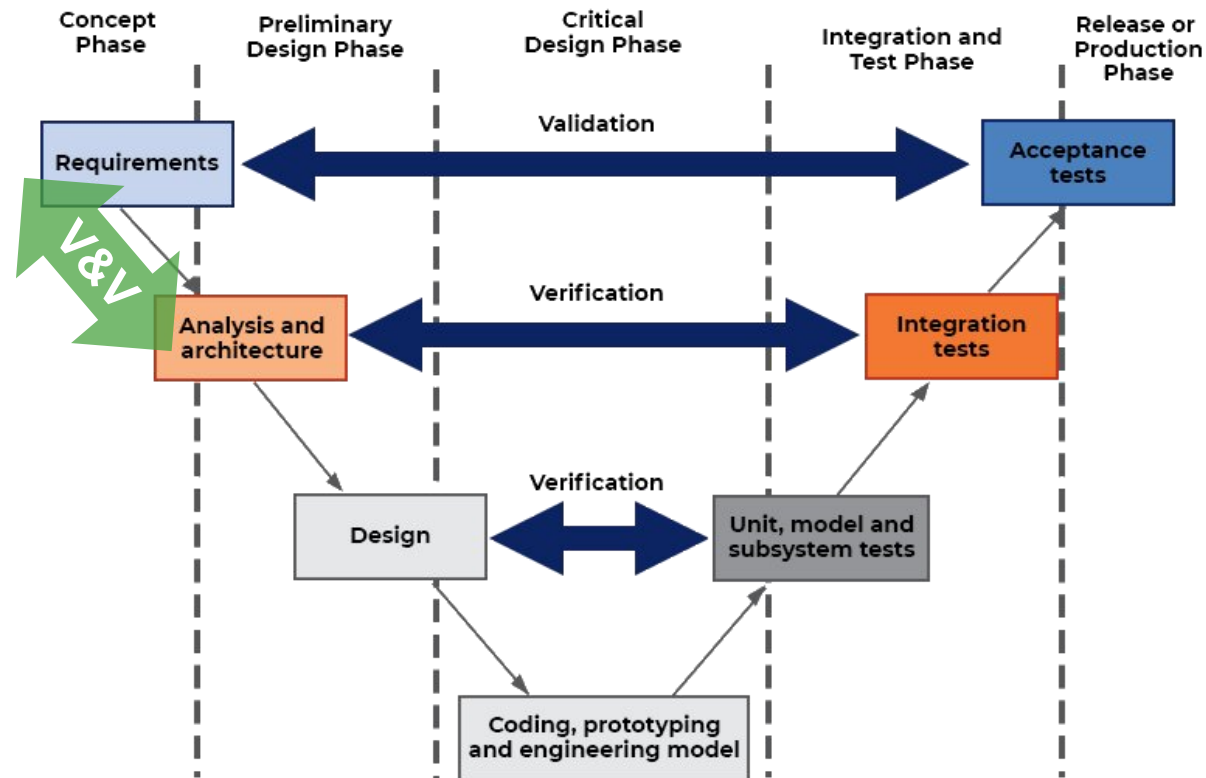 Concept
Phase
Preliminary
Design Phase
Critical
Design Phase
Integration and
Test Phase
Release or
Production
Phase
Validation
Requirements
Acceptance
tests
V&V
Verification
Analysis and
architecture
Integration
tests
Verification
Design
Unit, model and
subsystem tests
Coding, prototyping
and engineering model